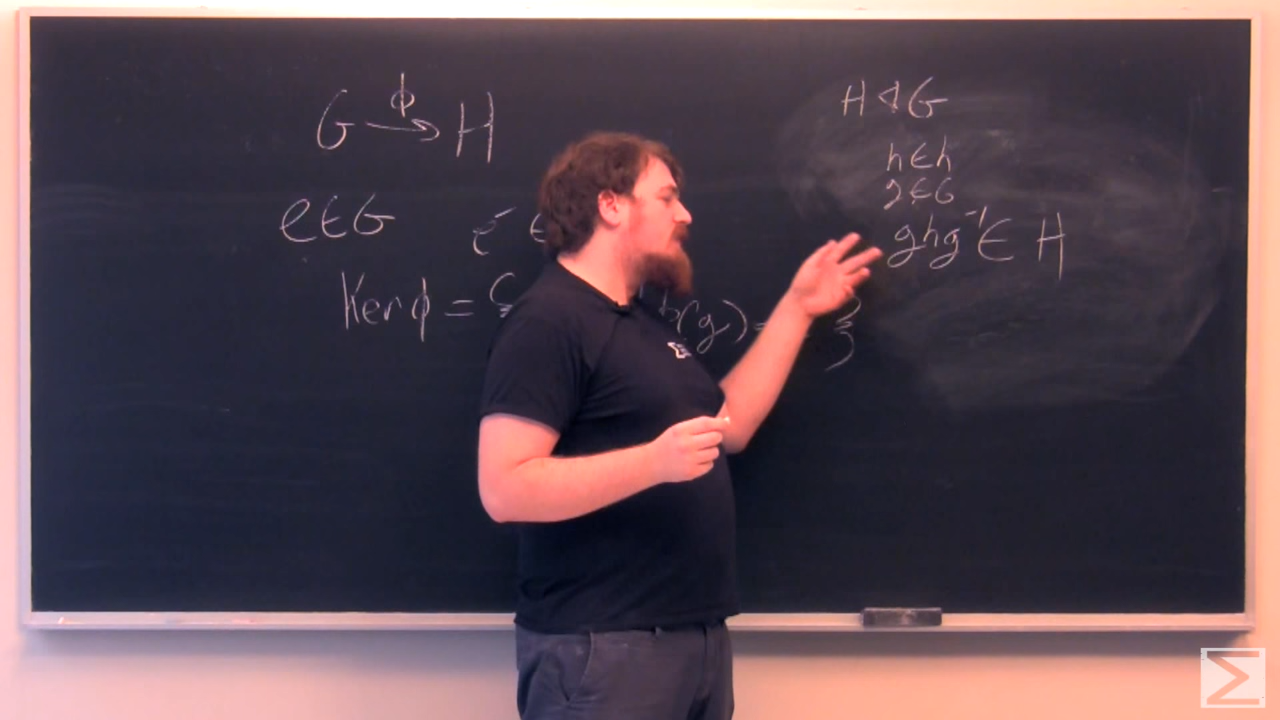 G →ϕ H
e ∈ G e̅ ∈
Ker ϕ = { (g) = }
H ⊲ G
h ∈ h
g ∈ G
ghg⁻¹ ∈ H
Σ